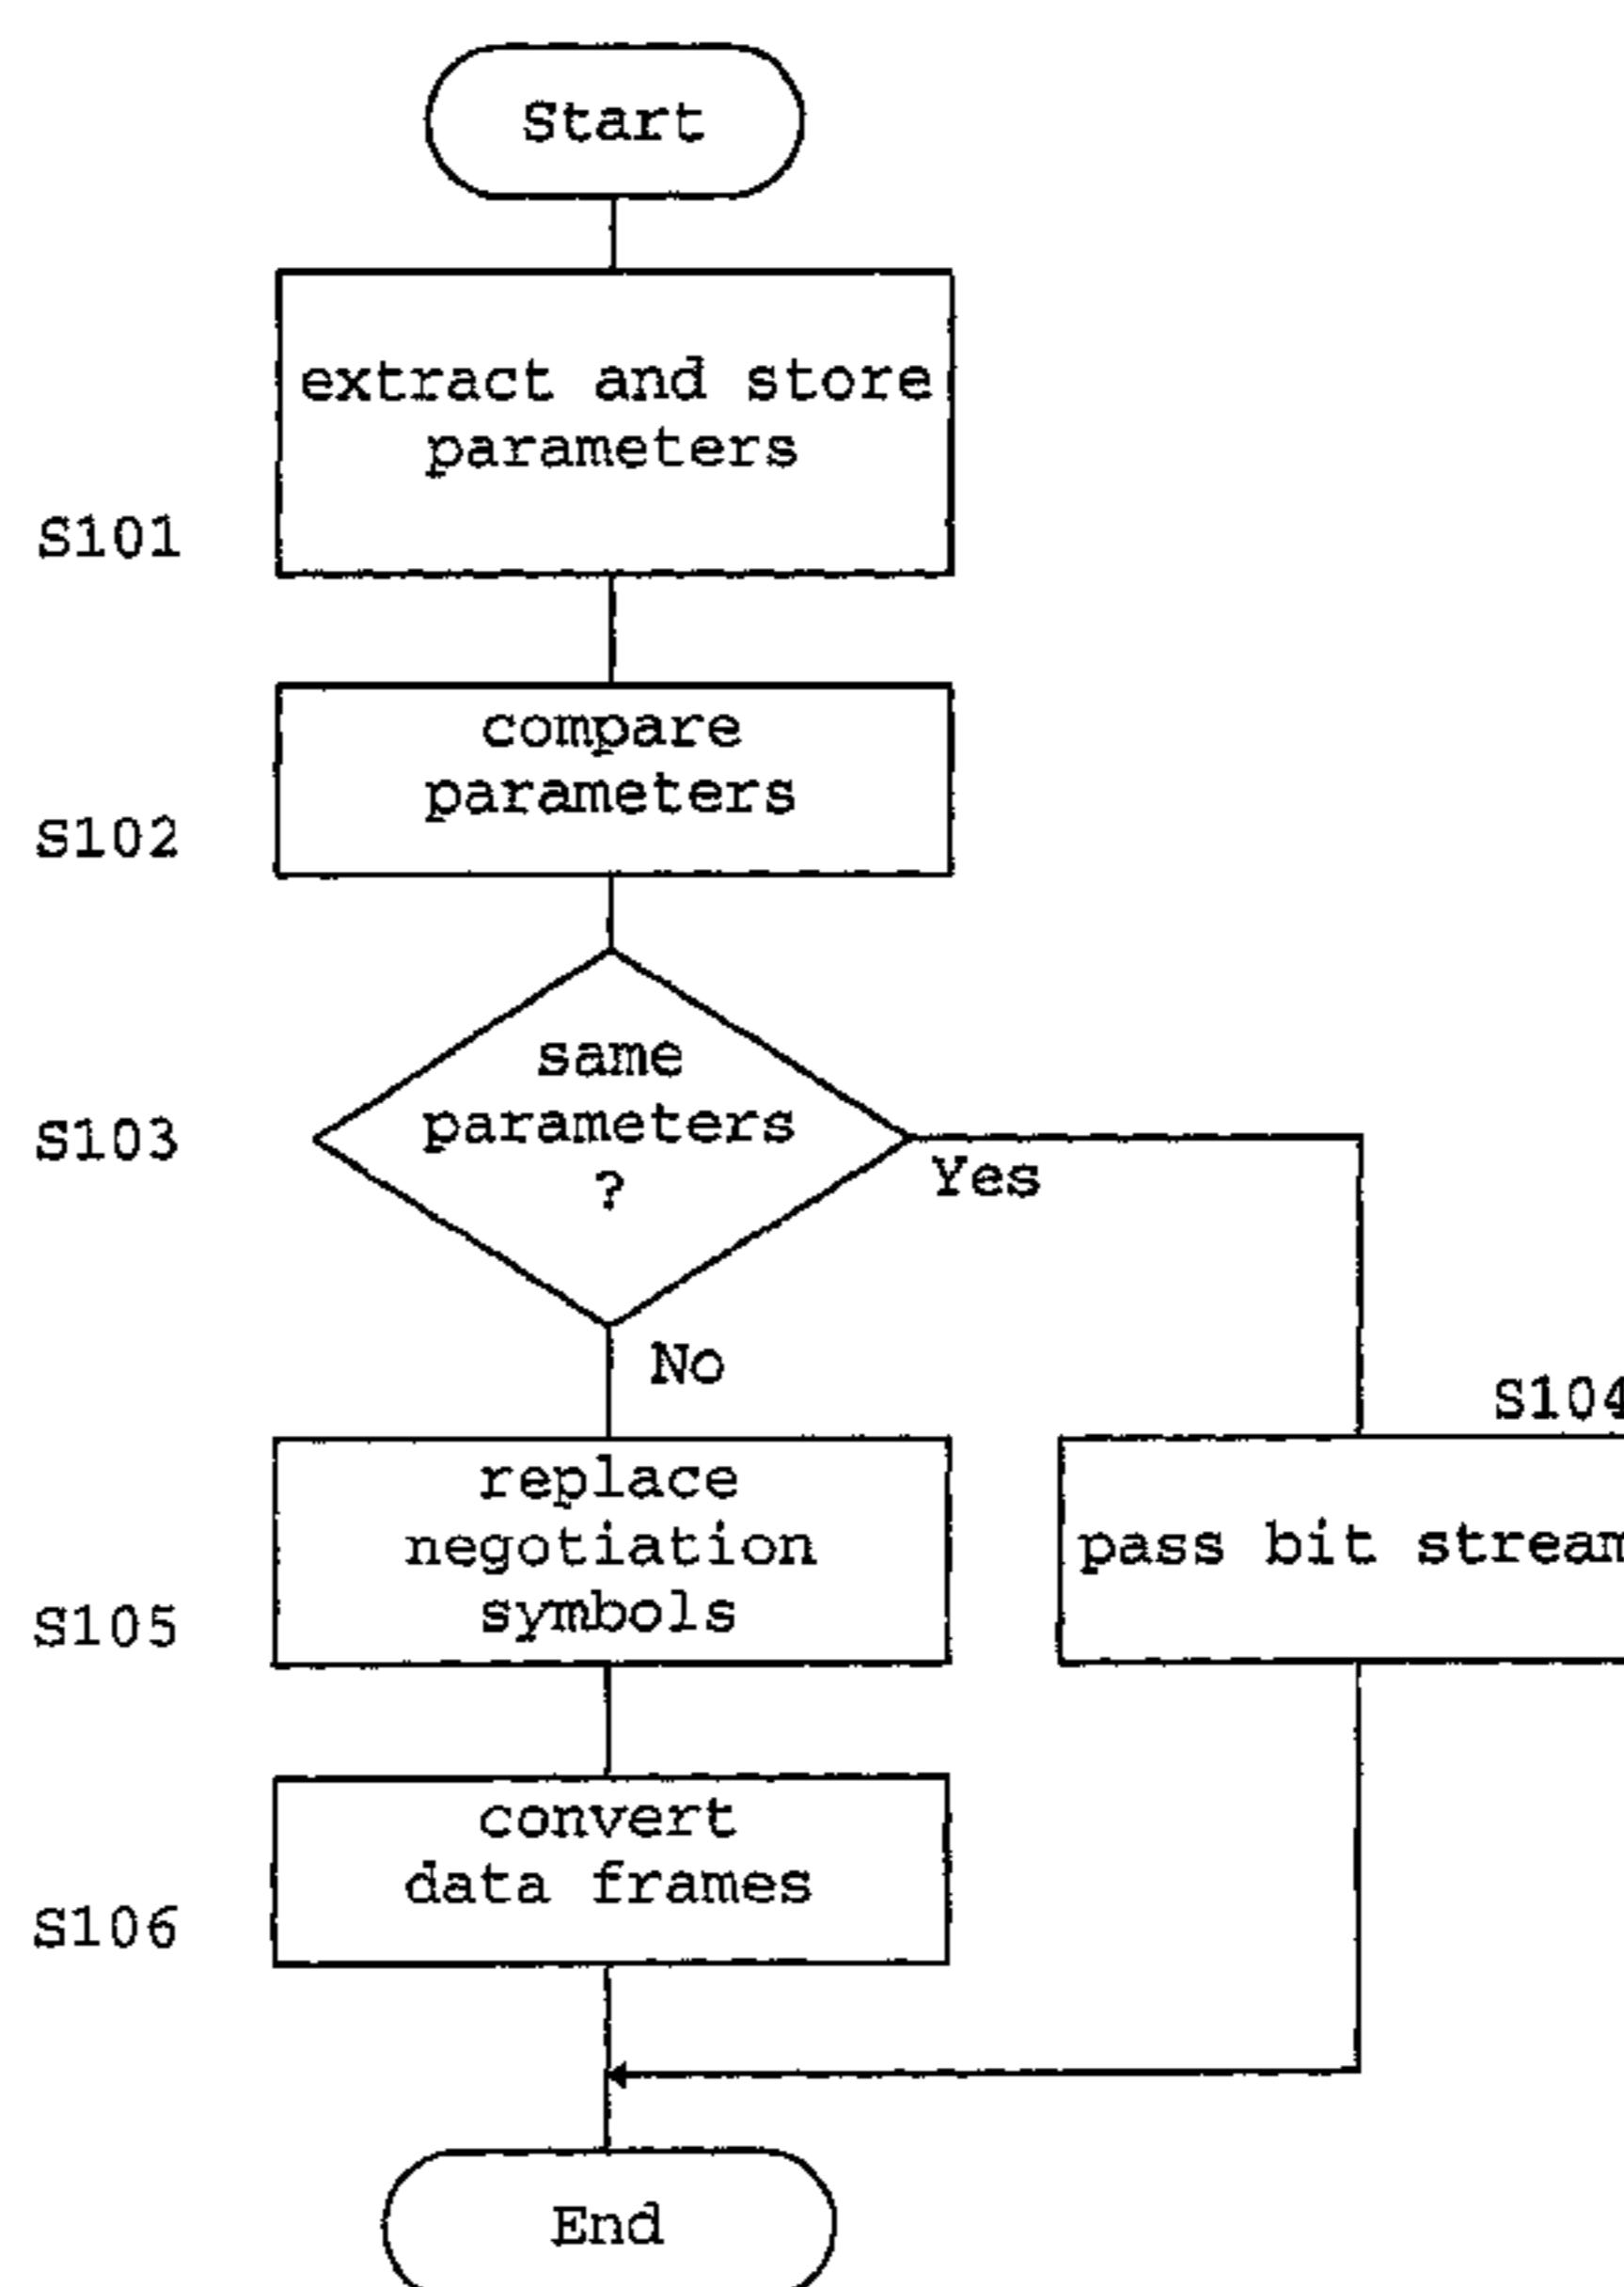 Start
extract and store
parameters
S101
compare
parameters
S102
same
parameters
?
S103
Yes
No
S104
replace
negotiation
symbols
S105
pass bit stream
convert
data frames
S106
End